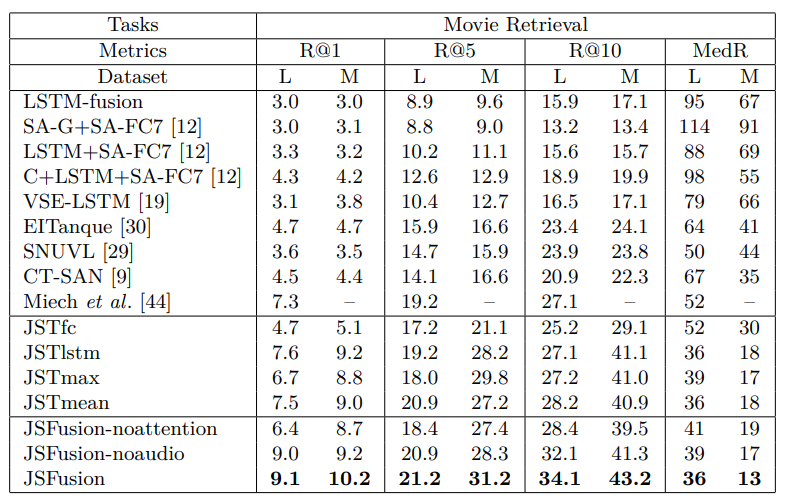 Tasks Movie Retrieval
Metrics R@1 R@5 R@10 MedR
Dataset L M L M L M L M
LSTM-fusion 3.0 3.0 8.9 9.6 15.9 17.1 95 67
SA-G+SA-FC7 [12] 3.0 3.1 8.8 9.0 13.2 13.4 114 91
LSTM+SA-FC7 [12] 3.3 3.2 10.2 11.1 15.6 15.7 88 69
C+LSTM+SA-FC7 [12] 4.3 4.2 12.6 12.9 18.9 19.9 98 55
VSE-LSTM [19] 3.1 3.8 10.4 12.7 16.5 17.1 79 66
EITanque [30] 4.7 4.7 15.9 16.6 23.4 24.1 64 41
SNUVL [29] 3.6 3.5 14.7 15.9 23.9 23.8 50 44
CT-SAN [9] 4.5 4.4 14.1 16.6 20.9 22.3 67 35
Miech et al. [44] 7.3 – 19.2 – 27.1 – 52 –
JSTfc 4.7 5.1 17.2 21.1 25.2 29.1 52 30
JSTlstm 7.6 9.2 19.2 28.2 27.1 41.1 36 18
JSTmax 6.7 8.8 18.0 29.8 27.2 41.0 39 17
JSTmean 7.5 9.0 20.9 27.2 28.2 40.9 36 18
JSFusion-noattention 6.4 8.7 18.4 27.4 28.4 39.5 41 19
JSFusion-noaudio 9.0 9.2 20.9 28.3 32.1 41.3 39 17
JSFusion 9.1 10.2 21.2 31.2 34.1 43.2 36 13